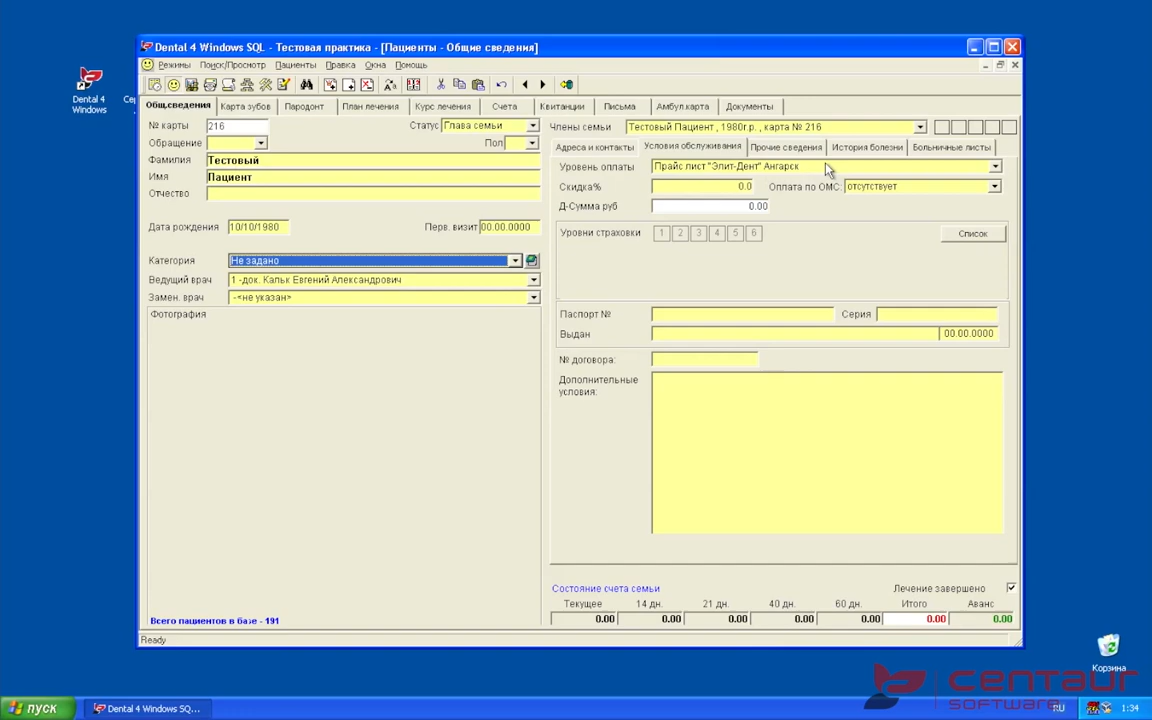 Dental 4 Windows SQL - Тестовая практика - [Пациенты - Общие сведения]
Режимы Поиск/Просмотр Пациенты Правка Окна Помощь
Dental 4
Windows
Общ.сведения Карта зубов Пародонт План лечения Курс лечения Счета Квитанции Письма Амбул.карта Документы
№ карты 216 Статус Глава семьи Члены семьи Тестовый Пациент , 1980г.р. , карта № 216
Обращение Пол Адреса и контакты Условия обслуживания Прочие сведения История болезни Больничные листы
Фамилия Тестовый Уровень оплаты Прайс лист "Элит-Дент" Ангарск
Имя Пациент Скидка% 0.0 Оплата по ОМС: отсутствует
Отчество Д-Сумма руб 0.00
Дата рождения 10/10/1980 Перв. визит 00.00.0000 Уровни страховки 1 2 3 4 5 6 Список
Категория Не задано
Ведущий врач 1 -док. Кальк Евгений Александрович
Замен. врач -<не указан>
Фотография Паспорт № Серия
Выдан 00.00.0000
№ договора:
Дополнительные
условия:
Состояние счета семьи Лечение завершено
Текущее 14 дн. 21 дн. 40 дн. 60 дн. Итого Аванс
0.00 0.00 0.00 0.00 0.00 0.00 0.00
Всего пациентов в базе - 191
Ready
Корзина
centaur
software
пуск Dental 4 Windows SQ... RU 1:34